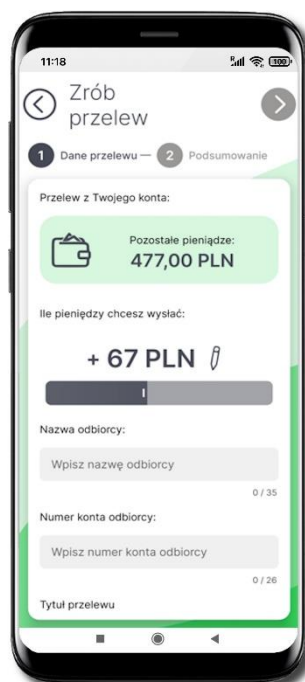 11:18
100
Zrób
przelew
1 Dane przelewu — 2 Podsumowanie
Przelew z Twojego konta:
Pozostałe pieniądze:
477,00 PLN
Ile pieniędzy chcesz wysłać:
+ 67 PLN
Nazwa odbiorcy:
Wpisz nazwę odbiorcy
0 / 35
Numer konta odbiorcy:
Wpisz numer konta odbiorcy
0 / 26
Tytuł przelewu